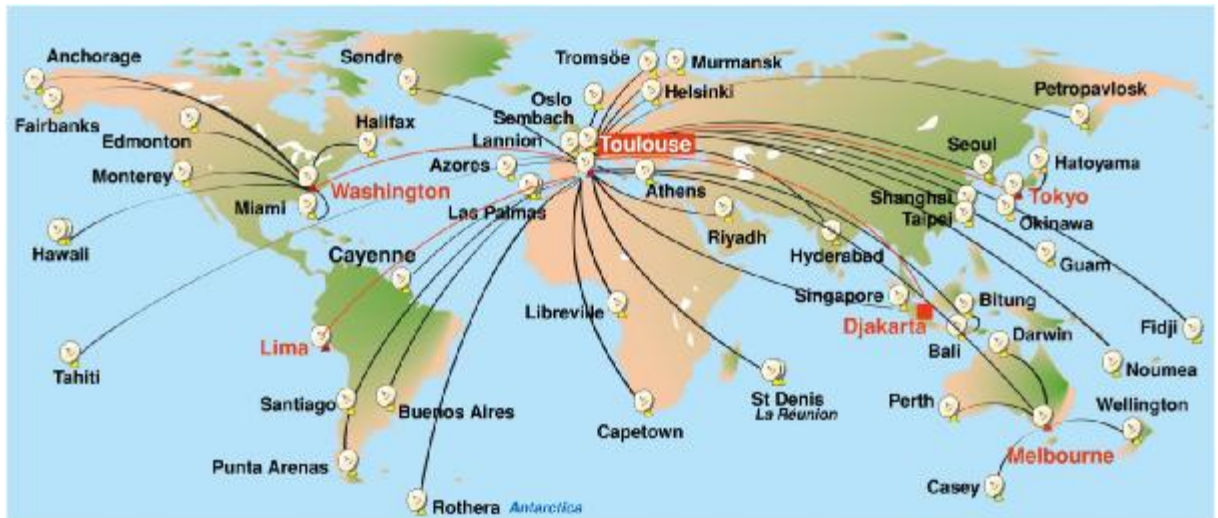 Anchorage
Søndre
Tromsöe
Murmansk
Fairbanks
Oslo
Helsinki
Petropavlosk
Edmonton
Hallfax
Sembach
Lannion
Toulouse
Seoul
Hatoyama
Monterey
Washington
Azores
Athens
Shanghai
Tokyo
Miami
Las Palmas
Taipei
Okinawa
Hawaii
Riyadh
Hyderabad
Guam
Cayenne
Singapore
Bitung
Libreville
Djakarta
Darwin
Fidji
Lima
Bali
Tahiti
Noumea
Santiago
Buenos Aires
St Denis
La Réunion
Perth
Wellington
Capetown
Punta Arenas
Melbourne
Casey
Rothera Antarctica